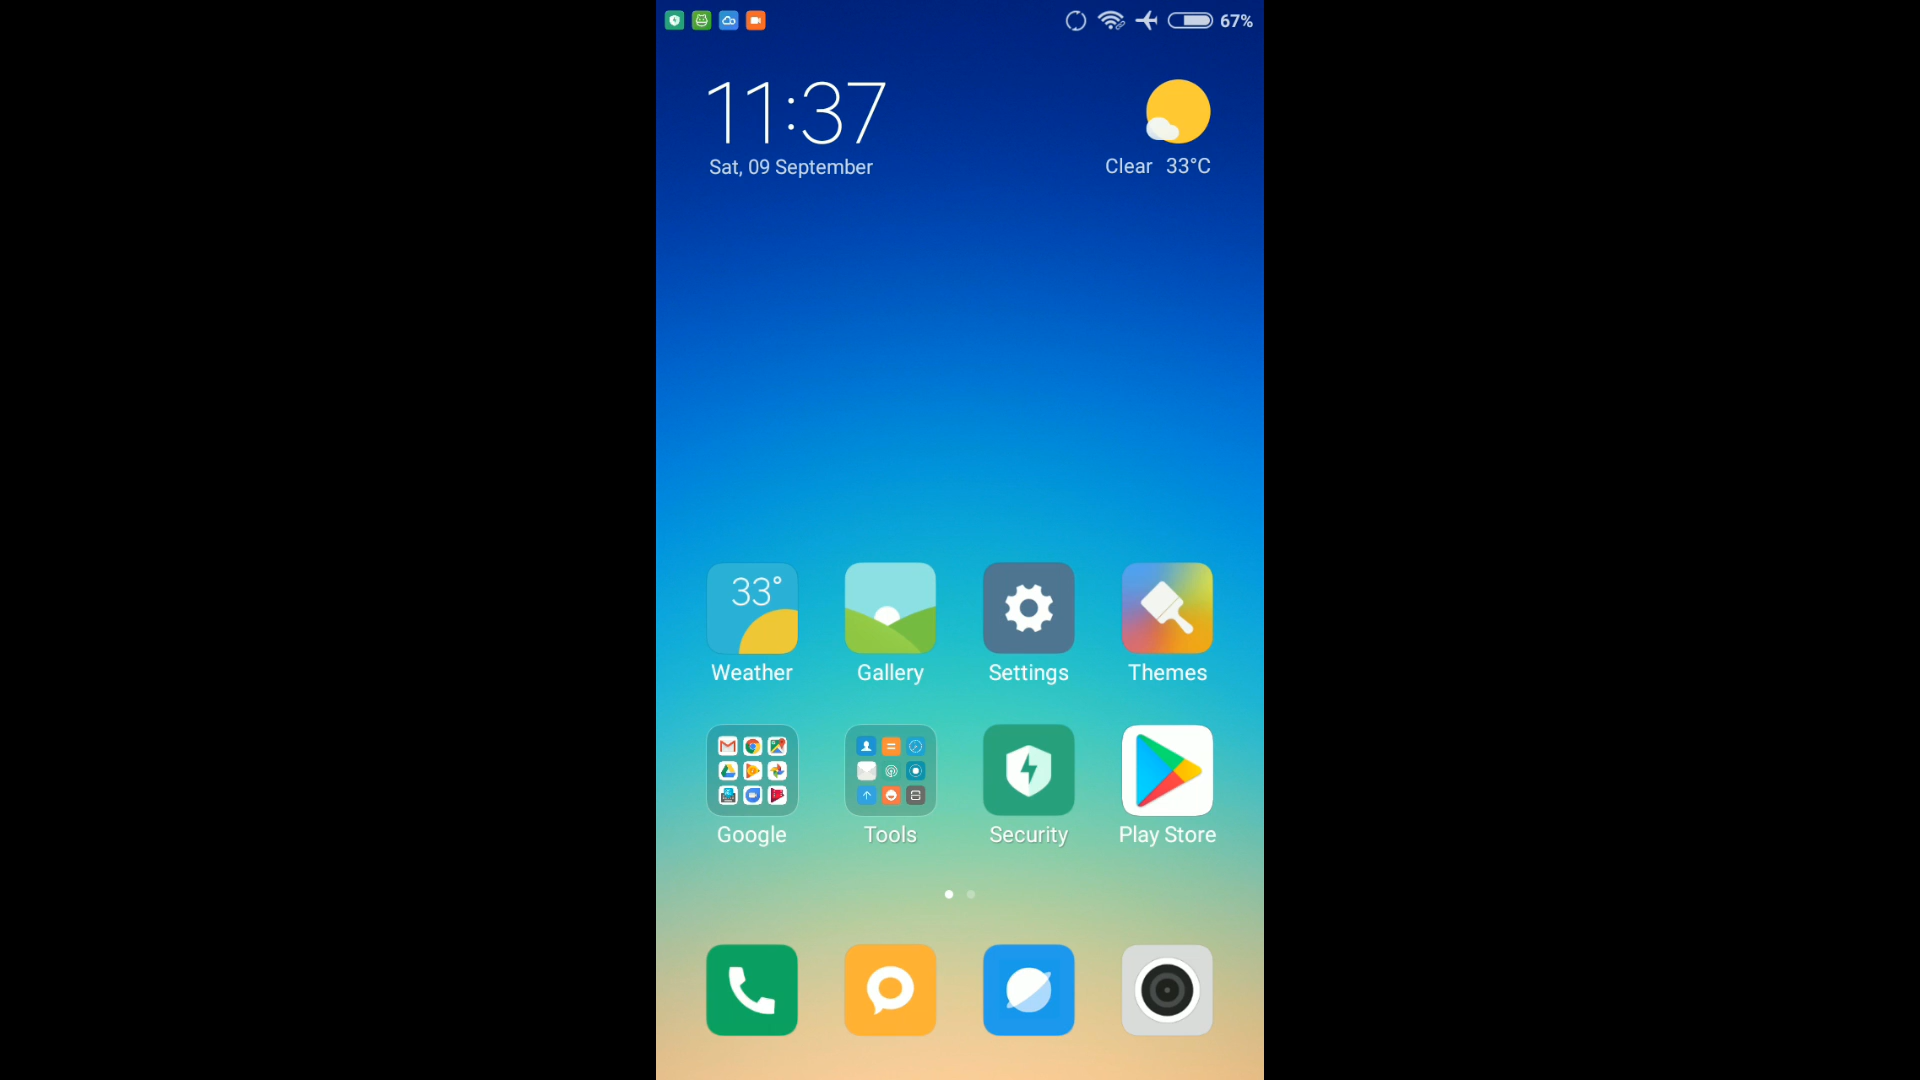 67%
11:37
Sat, 09 September
Clear 33°C
33°
Weather
Gallery
Settings
Themes
Google
Tools
Security
Play Store